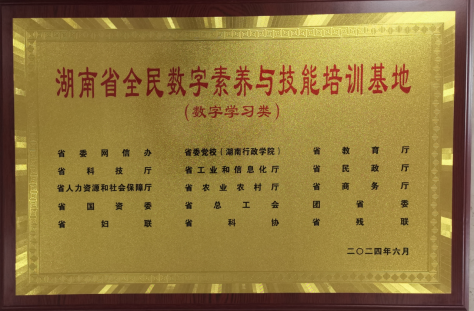 湖南省全民数字素养与技能培训基地
(数字学习类)
省委网信办 省委党校(湖南行政学院) 省教育厅
省科技厅 省工业和信息化厅 省民政厅
省人力资源和社会保障厅 省农业农村厅 省商务厅
省国资委 省总工会 团省委
省妇联 省科协 省残联
二〇二四年六月